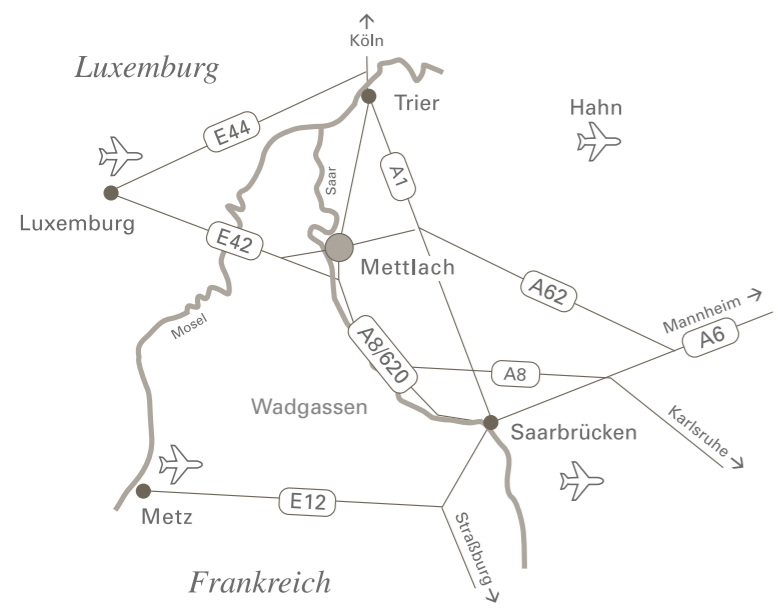 Köln
Luxemburg
Trier
Hahn
E44
A1
Saar
Luxemburg
E42
Mettlach
A62
Mannheim
A6
Mosel
A8/620
A8
Wadgassen
Karlsruhe
Saarbrücken
Metz
E12
Straßburg
Frankreich